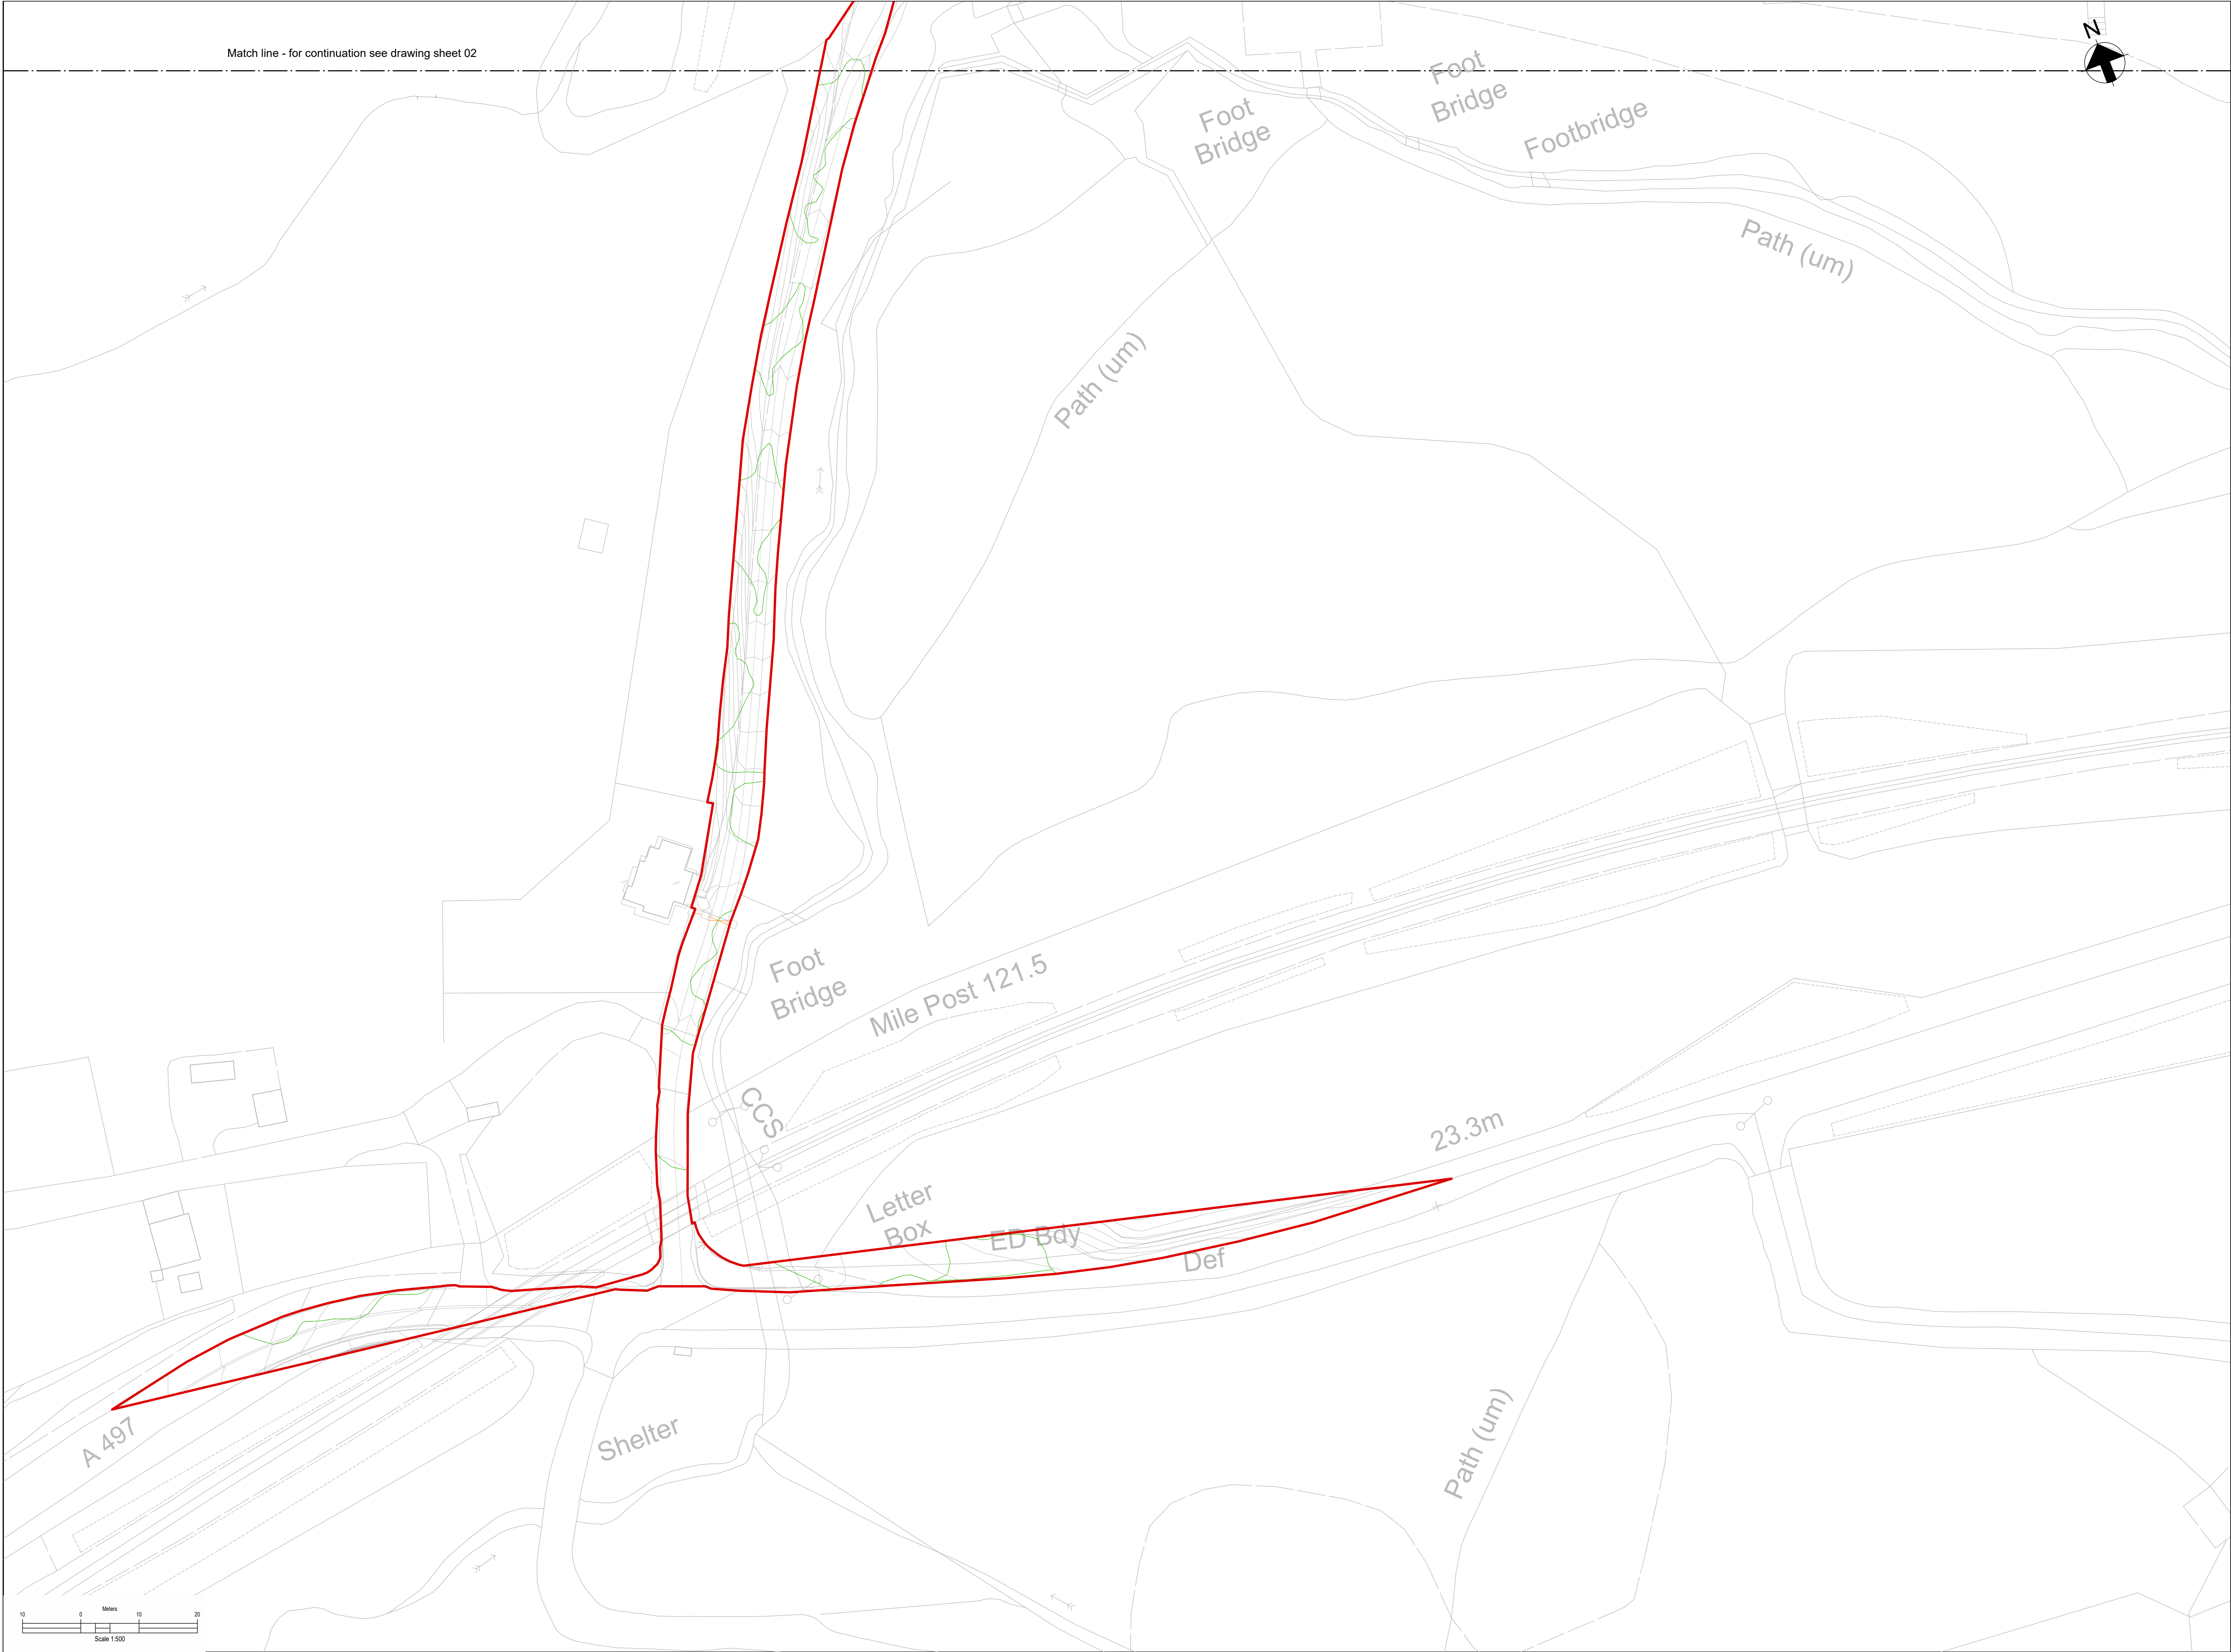 Match line - for continuation see drawing sheet 02
N
Foot
Bridge
Foot
Bridge
Footbridge
Path (um)
Path (um)
Foot
Bridge
Mile Post 121.5
CCS
23.3m
Letter
Box
ED Bdy
Def
A 497
Shelter
Path (um)
Meters
10 0 10 20
Scale 1:500